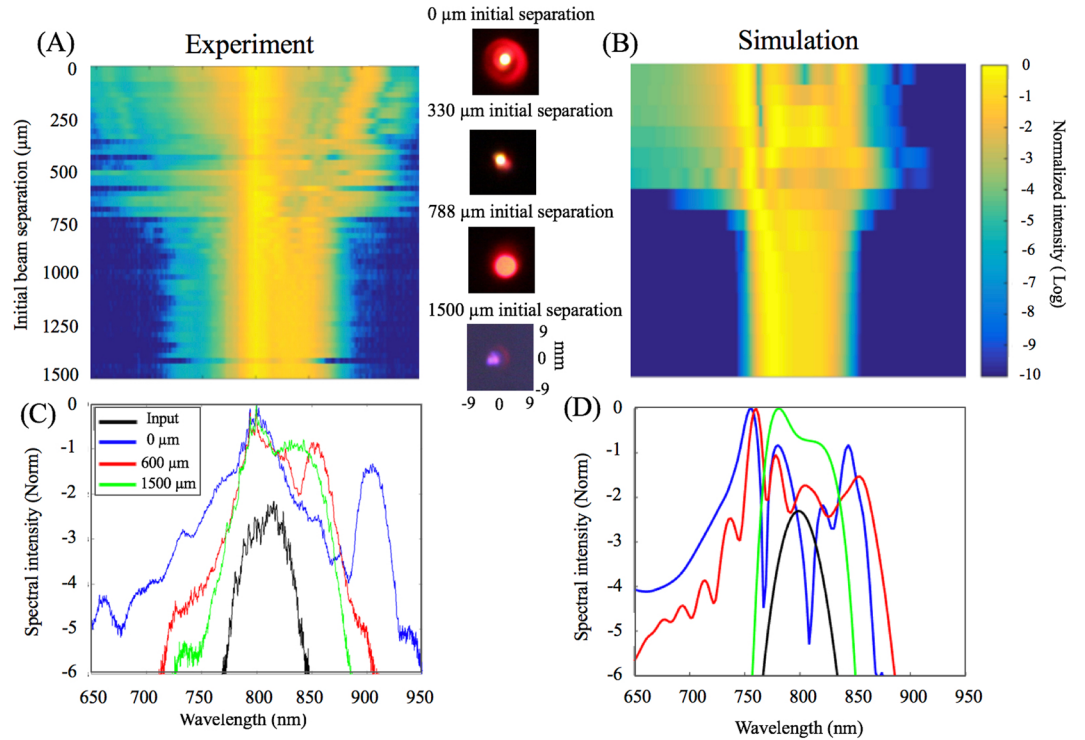 (A)
Experiment
0
250
500
750
1000
1250
1500
Initial beam separation (µm)
0 µm initial separation
330 µm initial separation
788 µm initial separation
1500 µm initial separation
9
0
-9
mm
-9 0 9
(B)
Simulation
0
-1
-2
-3
-4
-5
-6
-7
-8
-9
-10
Normalized intensity ( Log)
(C)
0
-1
-2
-3
-4
-5
-6
Spectral intensity (Norm)
Input
0 µm
600 µm
1500 µm
650 700 750 800 850 900 950
Wavelength (nm)
(D)
0
-1
-2
-3
-4
-5
-6
Spectral intensity (Norm)
650 700 750 800 850 900 950
Wavelength (nm)